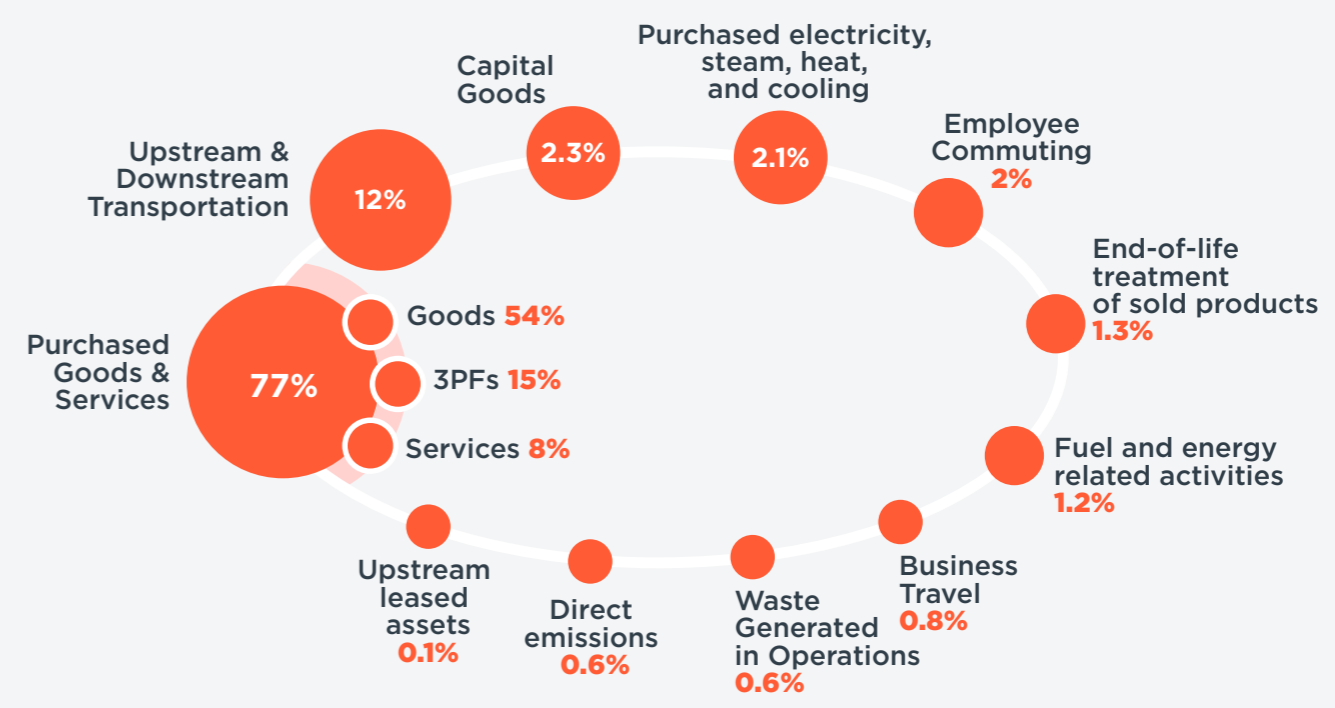 Purchased electricity,
steam, heat,
and cooling
2.1%
Capital
Goods
2.3%
Upstream &
Downstream
Transportation
12%
Employee
Commuting
2%
End-of-life
treatment
of sold products
1.3%
Purchased
Goods &
Services
77%
Goods 54%
3PFs 15%
Services 8%
Fuel and energy
related activities
1.2%
Business
Travel
0.8%
Waste
Generated
in Operations
0.6%
Direct
emissions
0.6%
Upstream
leased
assets
0.1%